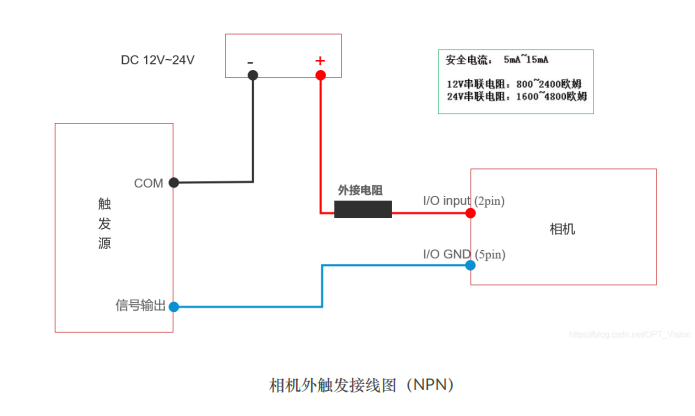 DC 12V~24V
- +
安全电流： 5mA~15mA
12V串联电阻：800~2400欧姆
24V串联电阻：1600~4800欧姆
COM
触
发
源
信号输出
外接电阻
I/O input (2pin)
相机
I/O GND (5pin)
https://blog.csdn.net/OPT_Vision
相机外触发接线图（NPN）